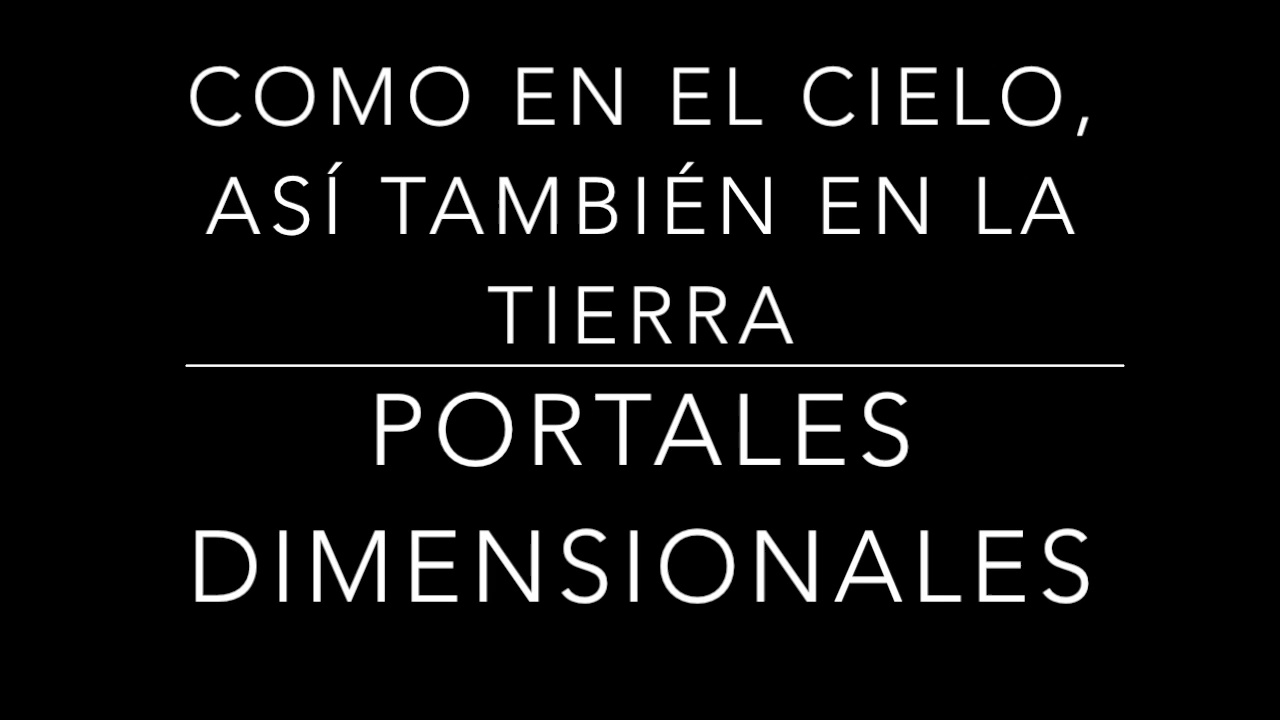 COMO EN EL CIELO,
ASÍ TAMBIÉN EN LA
TIERRA
PORTALES
DIMENSIONALES